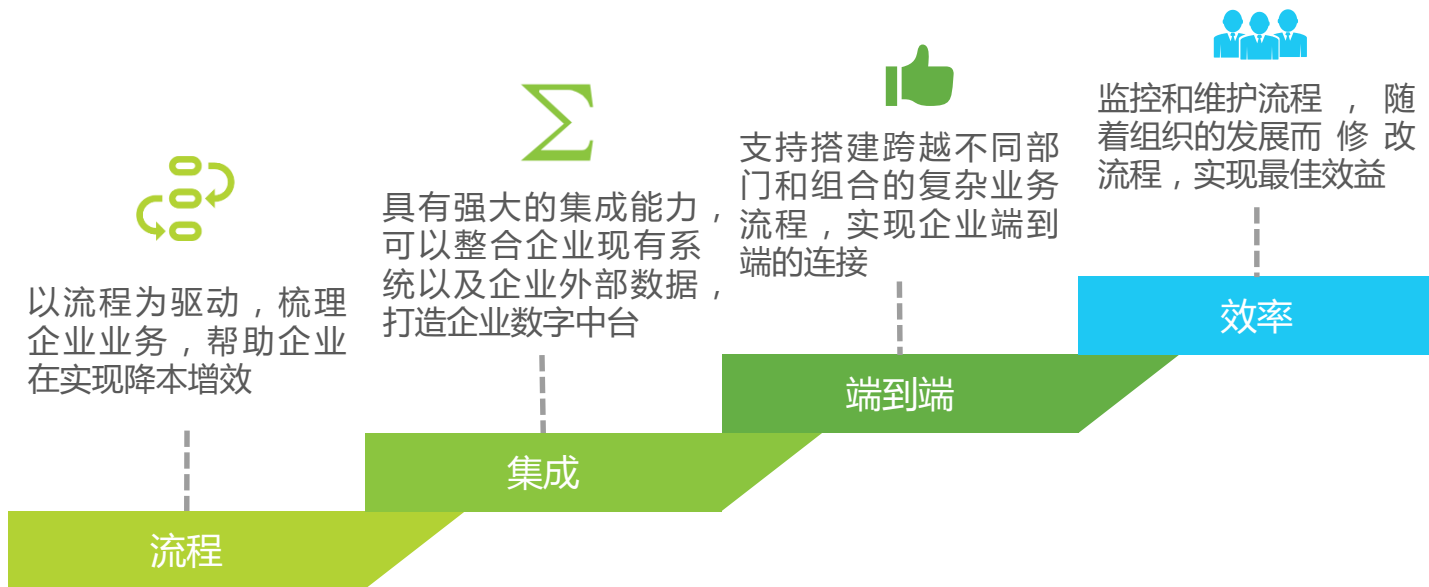 以流程为驱动，梳理
企业业务，帮助企业
在实现降本增效
流程
具有强大的集成能力，
可以整合企业现有系
统以及企业外部数据，
打造企业数字中台
集成
支持搭建跨越不同部
门和组合的复杂业务
流程，实现企业端到
端的连接
端到端
监控和维护流程 ， 随
着组织的发展而 修 改
流程，实现最佳效益
效率